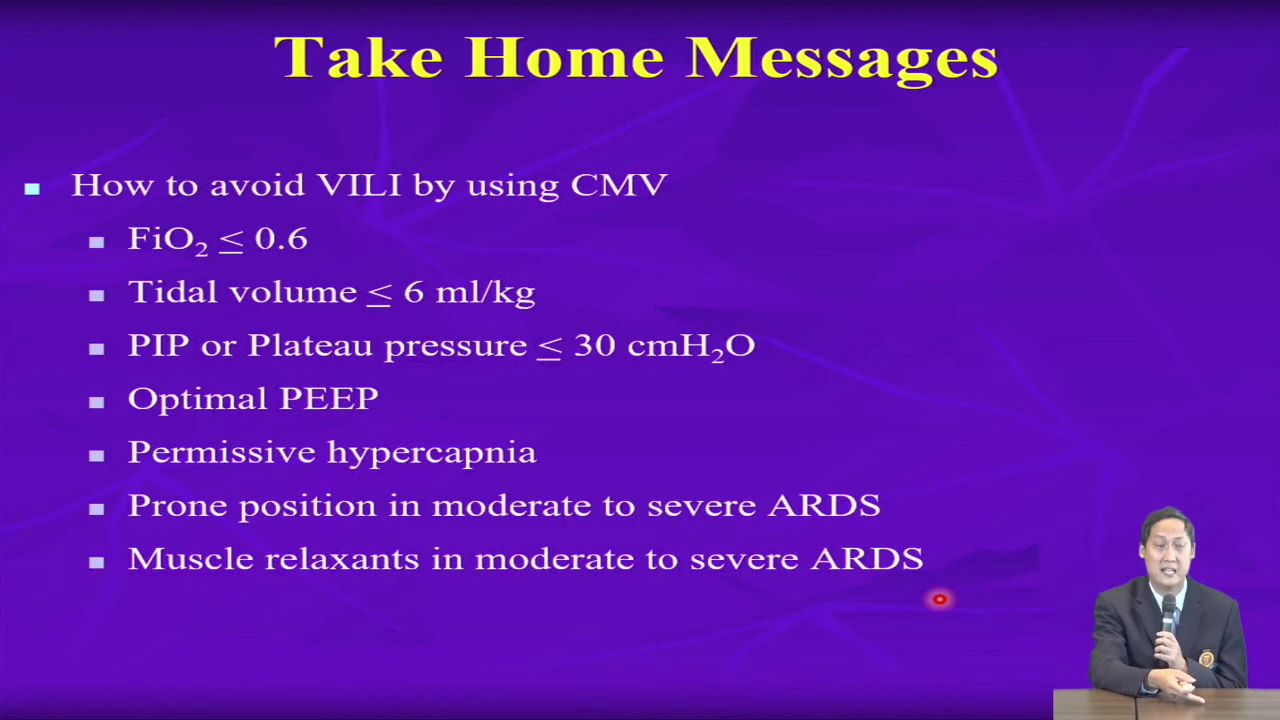 Take Home Messages
How to avoid VILI by using CMV
FiO₂ ≤ 0.6
Tidal volume ≤ 6 ml/kg
PIP or Plateau pressure ≤ 30 cmH₂O
Optimal PEEP
Permissive hypercapnia
Prone position in moderate to severe ARDS
Muscle relaxants in moderate to severe ARDS